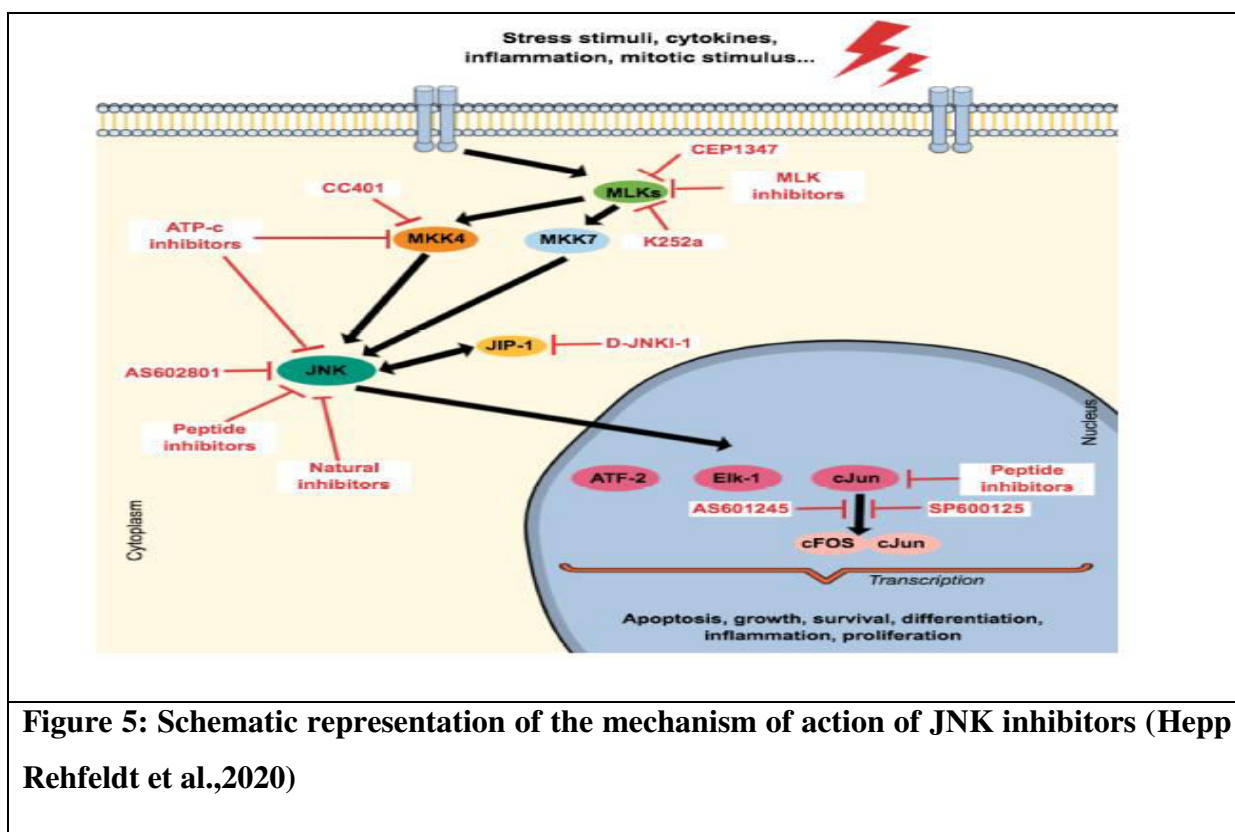 Stress stimuli, cytokines,
inflammation, mitotic stimulus...
CEP1347
MLKs
MLK
inhibitors
CC401
ATP-c
inhibitors
MKK4
MKK7
K252a
JIP-1
D-JNKI-1
AS602801
JNK
Peptide
inhibitors
Natural
inhibitors
Cytoplasm
Nucleus
ATF-2
Elk-1
cJun
Peptide
inhibitors
AS601245
SP600125
cFOS
cJun
Transcription
Apoptosis, growth, survival, differentiation,
inflammation, proliferation
Figure 5: Schematic representation of the mechanism of action of JNK inhibitors (Hepp
Rehfeldt et al.,2020)